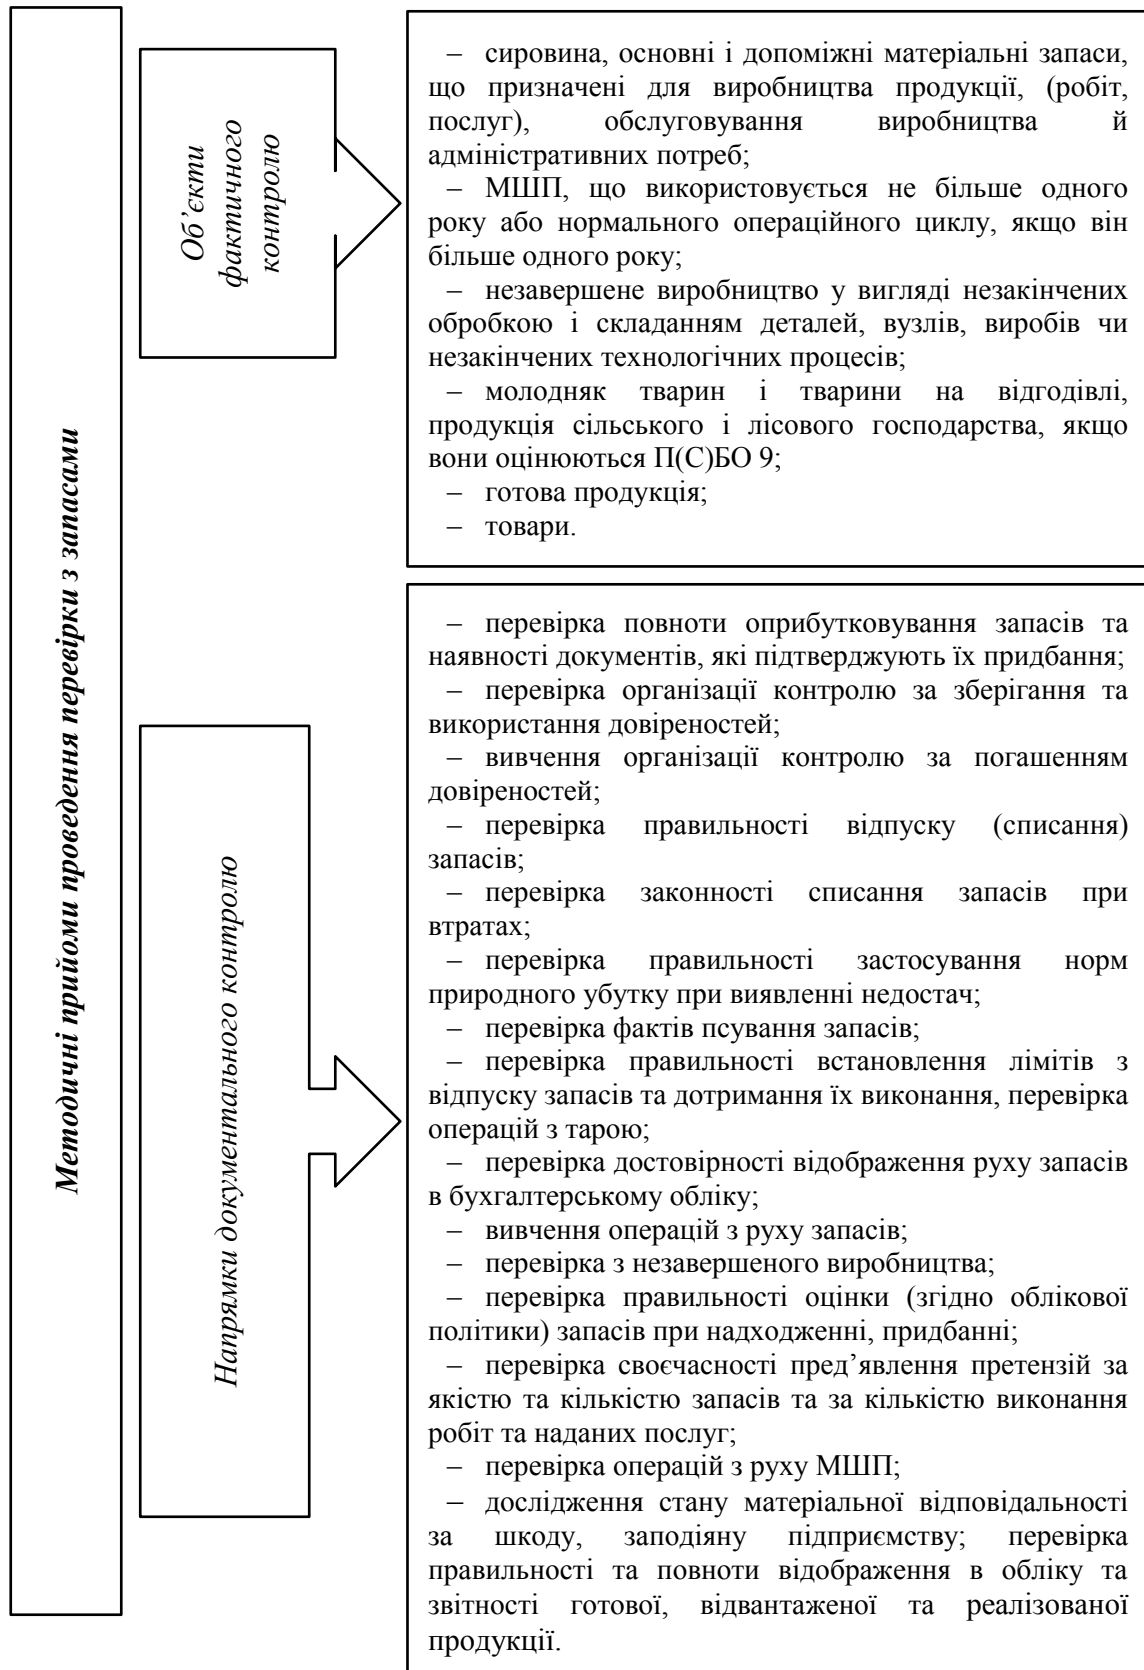 Методичні прийоми проведення перевірки з запасами
Об’єкти
фактичного
контролю
– сировина, основні і допоміжні матеріальні запаси,
що призначені для виробництва продукції, (робіт,
послуг), обслуговування виробництва й
адміністративних потреб;
– МШП, що використовується не більше одного
року або нормального операційного циклу, якщо він
більше одного року;
– незавершене виробництво у вигляді незакінчених
обробкою і складанням деталей, вузлів, виробів чи
незакінчених технологічних процесів;
– молодняк тварин і тварини на відгодівлі,
продукція сільського і лісового господарства, якщо
вони оцінюються П(С)БО 9;
– готова продукція;
– товари.
Напрямки документального контролю
– перевірка повноти оприбутковування запасів та
наявності документів, які підтверджують їх придбання;
– перевірка організації контролю за зберігання та
використання довіреностей;
– вивчення організації контролю за погашенням
довіреностей;
– перевірка правильності відпуску (списання)
запасів;
– перевірка законності списання запасів при
втратах;
– перевірка правильності застосування норм
природного убутку при виявленні недостач;
– перевірка фактів псування запасів;
– перевірка правильності встановлення лімітів з
відпуску запасів та дотримання їх виконання, перевірка
операцій з тарою;
– перевірка достовірності відображення руху запасів
в бухгалтерському обліку;
– вивчення операцій з руху запасів;
– перевірка з незавершеного виробництва;
– перевірка правильності оцінки (згідно облікової
політики) запасів при надходженні, придбанні;
– перевірка своєчасності пред’явлення претензій за
якістю та кількістю запасів та за кількістю виконання
робіт та наданих послуг;
– перевірка операцій з руху МШП;
– дослідження стану матеріальної відповідальності
за шкоду, заподіяну підприємству; перевірка
правильності та повноти відображення в обліку та
звітності готової, відвантаженої та реалізованої
продукції.